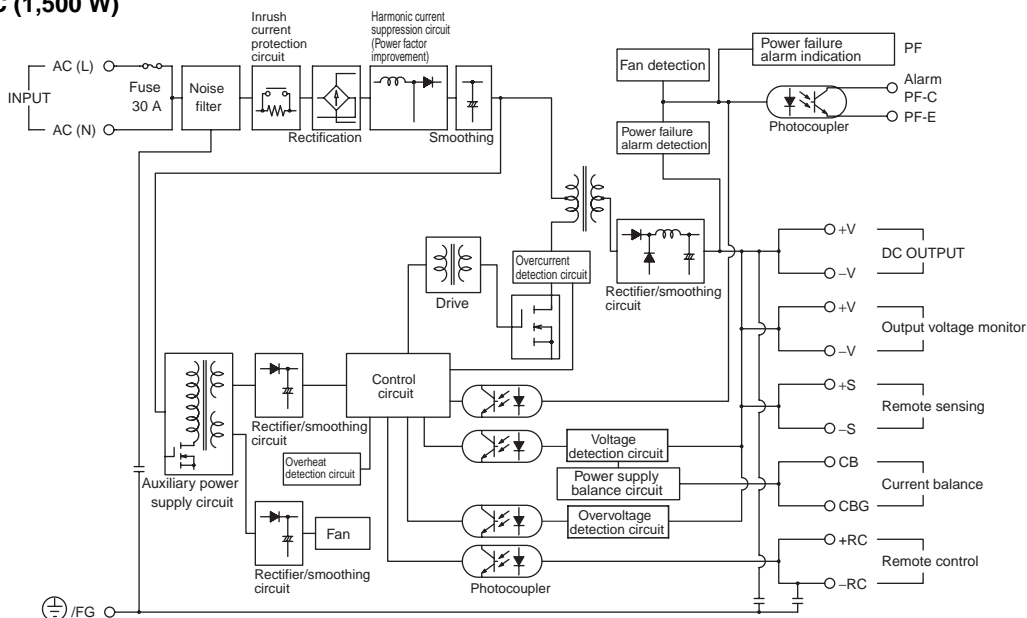 C (1,500 W)
Inrush
current
protection
circuit
Harmonic current
suppression circuit
(Power factor
improvement)
INPUT
AC (L)
AC (N)
Fuse
30 A
Noise
filter
Rectification
Smoothing
Fan detection
Power failure
alarm indication
PF
Alarm
PF-C
PF-E
Photocoupler
Power failure
alarm detection
Overcurrent
detection circuit
Drive
Rectifier/smoothing
circuit
+V
−V
DC OUTPUT
+V
−V
Output voltage monitor
+S
−S
Remote sensing
CB
CBG
Current balance
+RC
−RC
Remote control
Control
circuit
Rectifier/smoothing
circuit
Overheat
detection circuit
Auxiliary power
supply circuit
Voltage
detection circuit
Power supply
balance circuit
Overvoltage
detection circuit
Fan
Rectifier/smoothing
circuit
Photocoupler
/FG